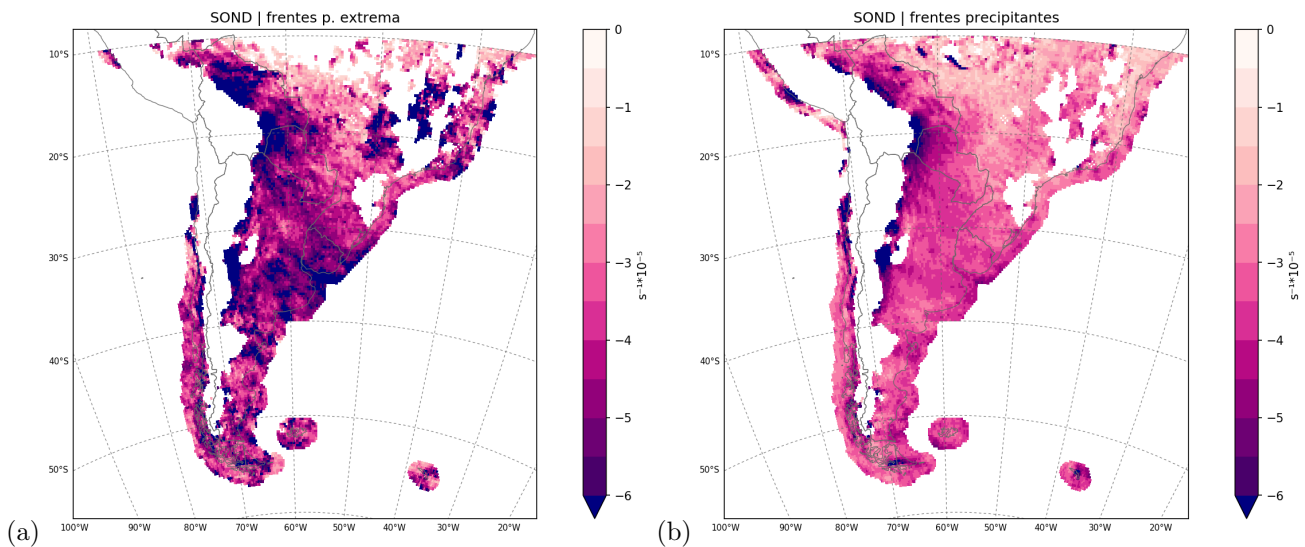 SOND | frentes p. extrema
10°S
20°S
30°S
40°S
50°S
100°W 90°W 80°W 70°W 60°W 50°W 40°W 30°W 20°W
0
−1
−2
−3
−4
−5
−6
s⁻¹*10⁻⁵
(a)
SOND | frentes precipitantes
10°S
20°S
30°S
40°S
50°S
100°W 90°W 80°W 70°W 60°W 50°W 40°W 30°W 20°W
0
−1
−2
−3
−4
−5
−6
s⁻¹*10⁻⁵
(b)